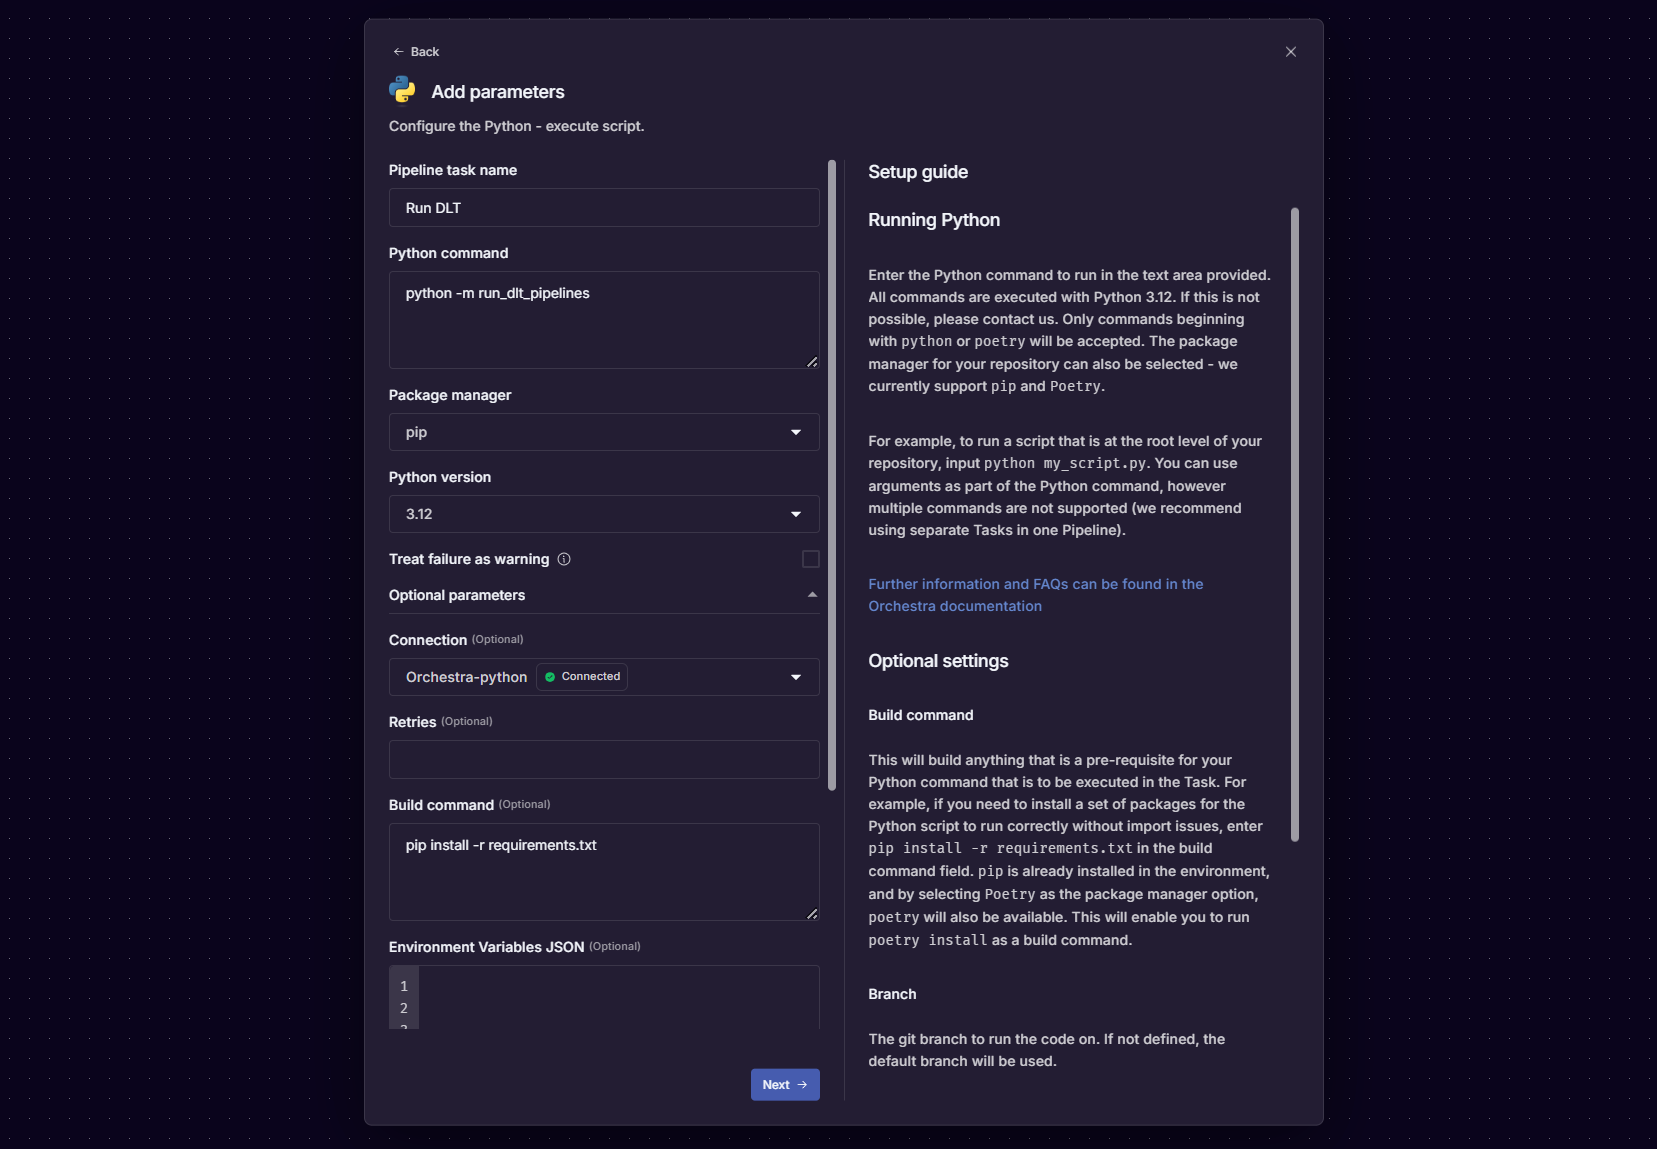 ← Back
Add parameters
Configure the Python - execute script.
Pipeline task name
Run DLT
Python command
python -m run_dlt_pipelines
Package manager
pip
Python version
3.12
Treat failure as warning
Optional parameters
Connection (Optional)
Orchestra-python Connected
Retries (Optional)
Build command (Optional)
pip install -r requirements.txt
Environment Variables JSON (Optional)
1
2
Next →
Setup guide
Running Python
Enter the Python command to run in the text area provided.
All commands are executed with Python 3.12. If this is not
possible, please contact us. Only commands beginning
with python or poetry will be accepted. The package
manager for your repository can also be selected - we
currently support pip and Poetry.
For example, to run a script that is at the root level of your
repository, input python my_script.py. You can use
arguments as part of the Python command, however
multiple commands are not supported (we recommend
using separate Tasks in one Pipeline).
Further information and FAQs can be found in the
Orchestra documentation
Optional settings
Build command
This will build anything that is a pre-requisite for your
Python command that is to be executed in the Task. For
example, if you need to install a set of packages for the
Python script to run correctly without import issues, enter
pip install -r requirements.txt in the build
command field. pip is already installed in the environment,
and by selecting Poetry as the package manager option,
poetry will also be available. This will enable you to run
poetry install as a build command.
Branch
The git branch to run the code on. If not defined, the
default branch will be used.